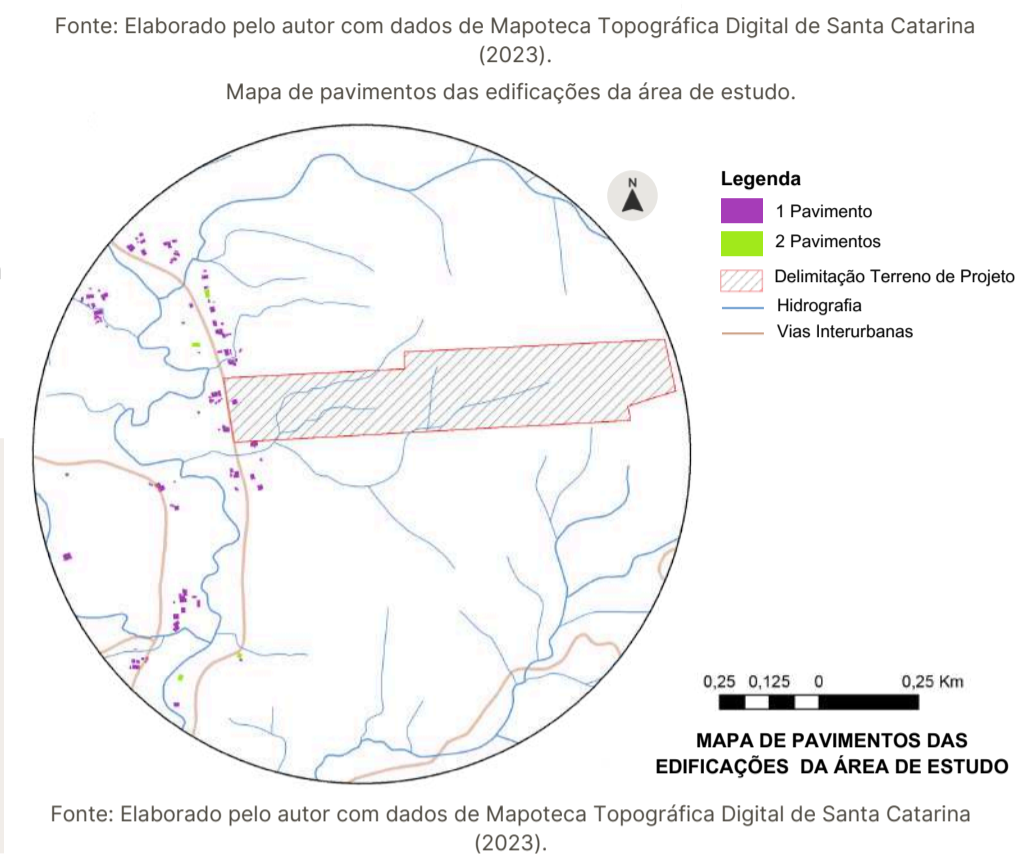 Fonte: Elaborado pelo autor com dados de Mapoteca Topográfica Digital de Santa Catarina
(2023).
Mapa de pavimentos das edificações da área de estudo.
N
Legenda
1 Pavimento
2 Pavimentos
Delimitação Terreno de Projeto
Hidrografia
Vias Interurbanas
0,25 0,125 0 0,25 Km
MAPA DE PAVIMENTOS DAS
EDIFICAÇÕES DA ÁREA DE ESTUDO
Fonte: Elaborado pelo autor com dados de Mapoteca Topográfica Digital de Santa Catarina
(2023).